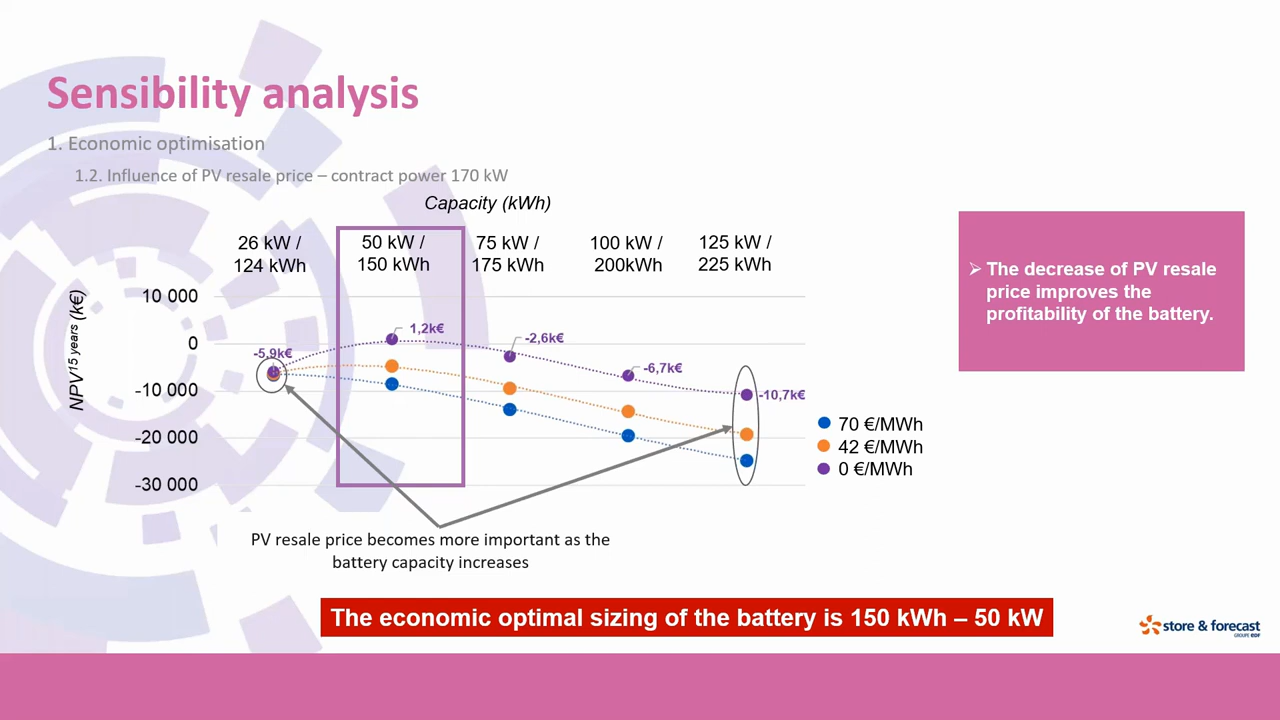 Sensibility analysis
1. Economic optimisation
1.2. Influence of PV resale price – contract power 170 kW
Capacity (kWh)
26 kW /
124 kWh
50 kW /
150 kWh
75 kW /
175 kWh
100 kW /
200kWh
125 kW /
225 kWh
NPV15 years (k€)
10 000
0
-10 000
-20 000
-30 000
-5,9k€
1,2k€
-2,6k€
-6,7k€
-10,7k€
70 €/MWh
42 €/MWh
0 €/MWh
PV resale price becomes more important as the
battery capacity increases
➢ The decrease of PV resale
price improves the
profitability of the battery.
The economic optimal sizing of the battery is 150 kWh – 50 kW
store & forecast
GROUPE EDF